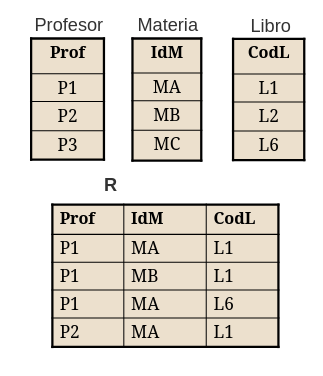 Profesor Materia Libro
Prof IdM CodL
P1 MA L1
P2 MB L2
P3 MC L6
R
Prof IdM CodL
P1 MA L1
P1 MB L1
P1 MA L6
P2 MA L1